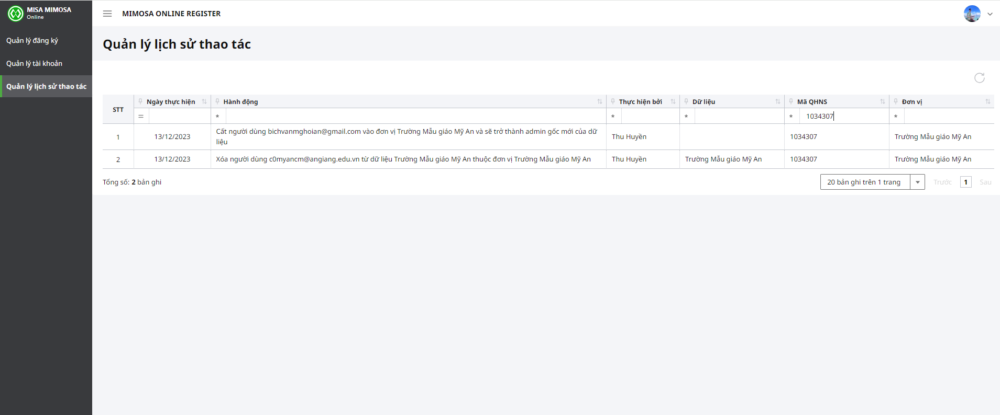 MISA MIMOSA
Online
MIMOSA ONLINE REGISTER
Quản lý đăng ký
Quản lý tài khoản
Quản lý lịch sử thao tác
Quản lý lịch sử thao tác
STT Ngày thực hiện Hành động Thực hiện bởi Dữ liệu Mã QHNS Đơn vị
= * * * * 1034307 *
1 13/12/2023 Cất người dùng bichvanmghoian@gmail.com vào đơn vị Trường Mẫu giáo Mỹ An và sẽ trở thành admin gốc mới của dữ
liệu Thu Huyền 1034307 Trường Mẫu giáo Mỹ An
2 13/12/2023 Xóa người dùng c0myancm@angiang.edu.vn từ dữ liệu Trường Mẫu giáo Mỹ An thuộc đơn vị Trường Mẫu giáo Mỹ An Thu Huyền Trường Mẫu giáo Mỹ An 1034307 Trường Mẫu giáo Mỹ An
Tổng số: 2 bản ghi 20 bản ghi trên 1 trang Trước 1 Sau